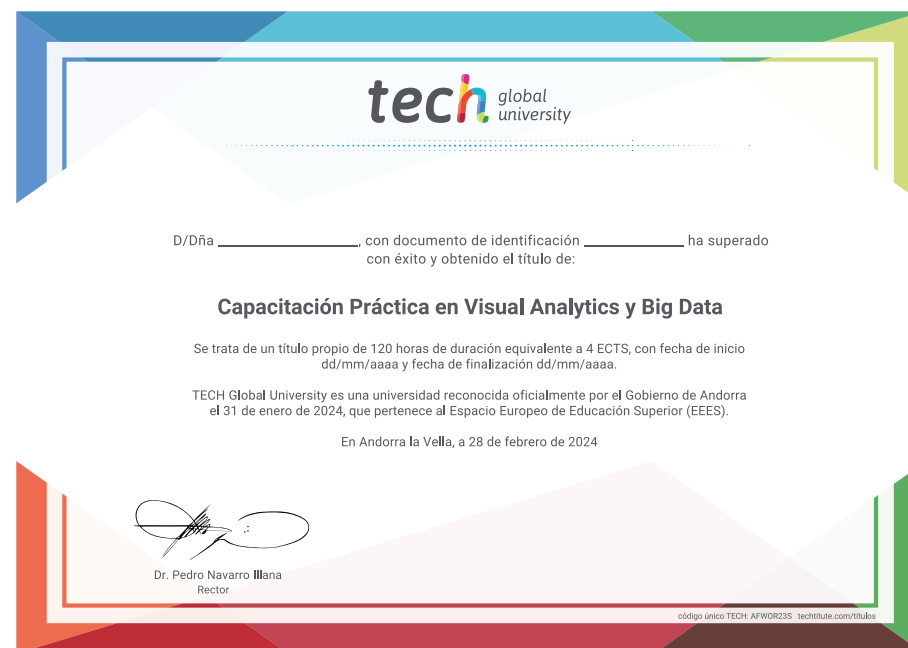 tech global university
D/Dña ____________________, con documento de identificación ______________ ha superado
con éxito y obtenido el título de:
Capacitación Práctica en Visual Analytics y Big Data
Se trata de un título propio de 120 horas de duración equivalente a 4 ECTS, con fecha de inicio
dd/mm/aaaa y fecha de finalización dd/mm/aaaa.
TECH Global University es una universidad reconocida oficialmente por el Gobierno de Andorra
el 31 de enero de 2024, que pertenece al Espacio Europeo de Educación Superior (EEES).
En Andorra la Vella, a 28 de febrero de 2024
Dr. Pedro Navarro Illana
Rector
código único TECH: AFWOR23S techtitute.com/titulos